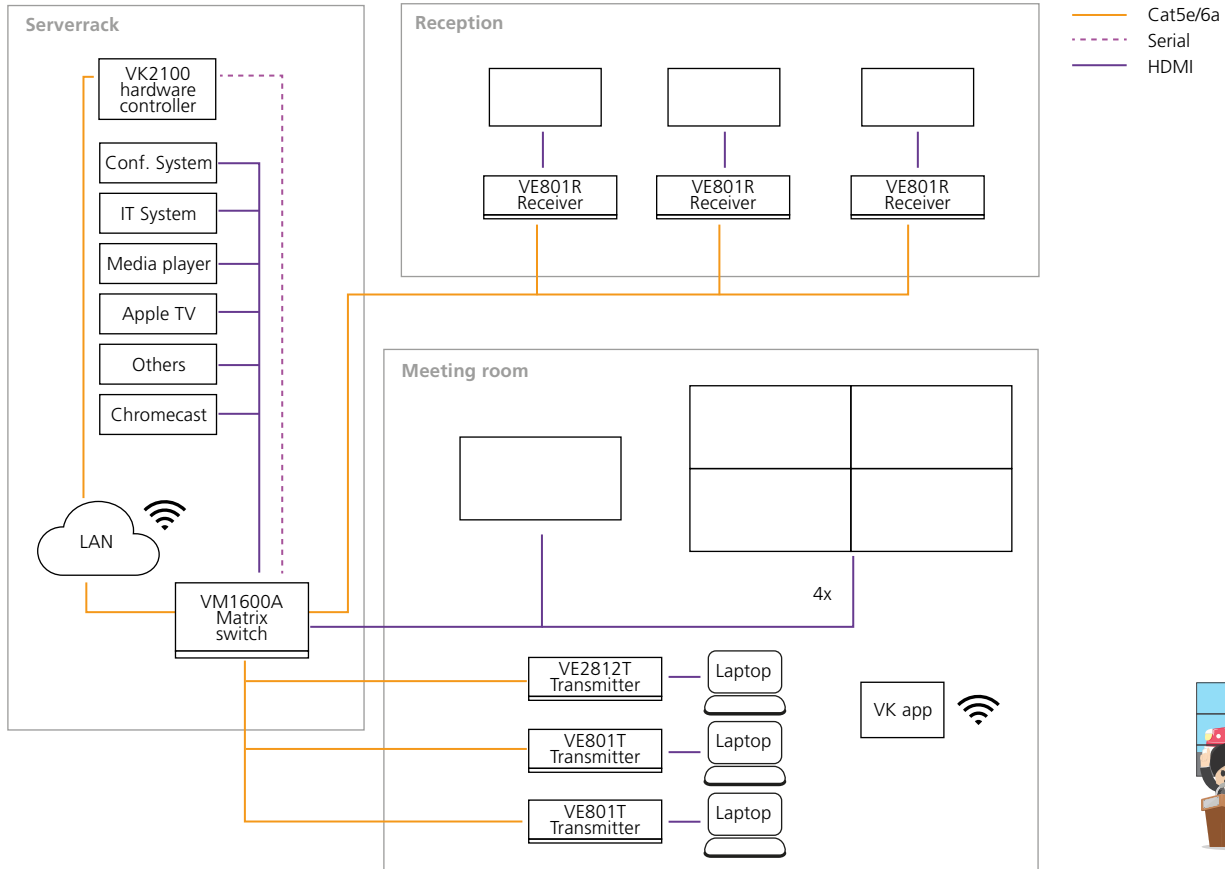 Serverrack
VK2100
hardware
controller
Conf. System
IT System
Media player
Apple TV
Others
Chromecast
LAN
VM1600A
Matrix
switch
Reception
VE801R
Receiver
VE801R
Receiver
VE801R
Receiver
Meeting room
4x
VE2812T
Transmitter
Laptop
VE801T
Transmitter
Laptop
VE801T
Transmitter
Laptop
VK app
Cat5e/6a
Serial
HDMI